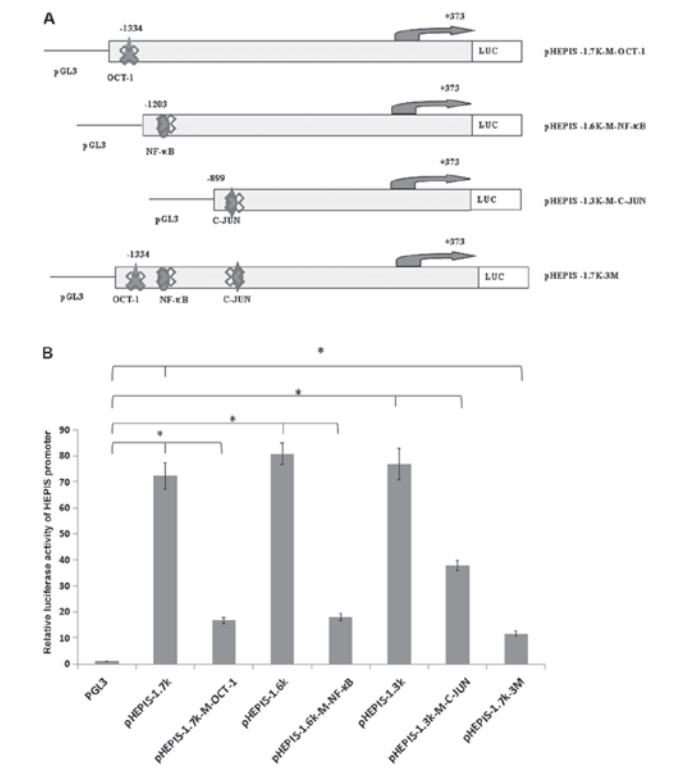 A
-1334
+373
LUC
pHEPIS -1.7K-M-OCT-1
pGL3
OCT-1
-1203
+373
LUC
pHEPIS -1.6K-M-NF-κB
pGL3
NF-κB
-899
+373
LUC
pHEPIS -1.3K-M-C-JUN
pGL3
C-JUN
-1334
+373
LUC
pHEPIS -1.7K-3M
pGL3
OCT-1
NF-κB
C-JUN
B
*
*
*
*
Relative luciferase activity of HEPIS promoter
90
80
70
60
50
40
30
20
10
0
PGL3
pHEPIS-1.7k
pHEPIS-1.7k-M-OCT-1
pHEPIS-1.6k
pHEPIS-1.6k-M-NF-κB
pHEPIS-1.3k
pHEPIS-1.3k-M-C-JUN
pHEPIS-1.7k-3M